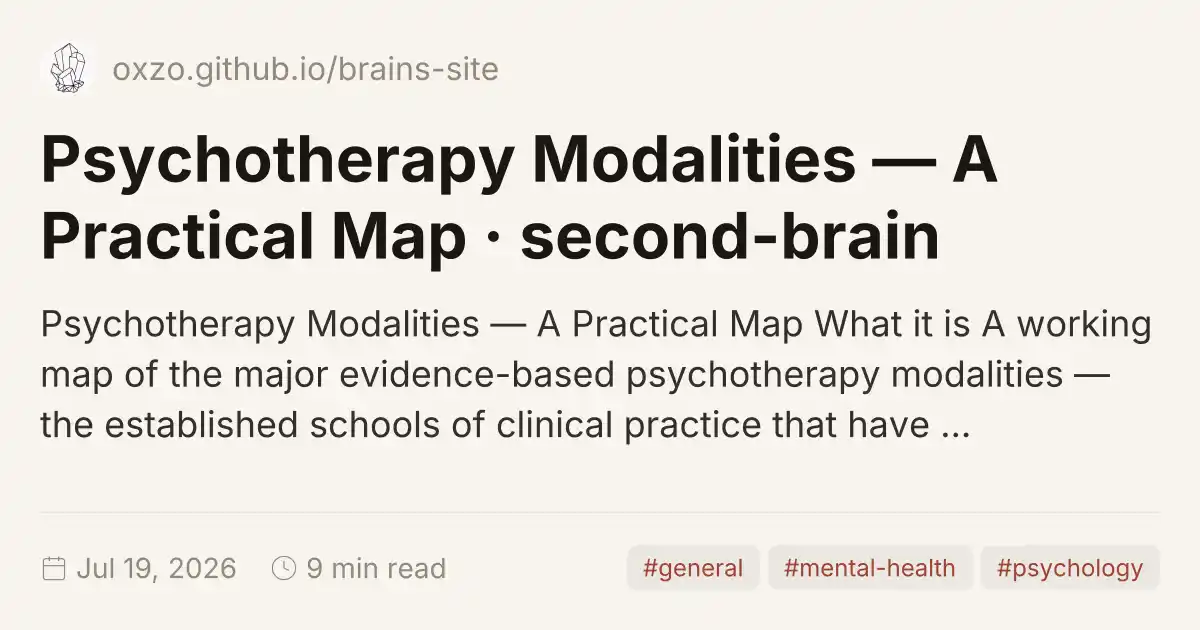 oxzo.github.io/brains-site
Psychotherapy Modalities — A
Practical Map · second-brain
Psychotherapy Modalities — A Practical Map What it is A working
map of the major evidence-based psychotherapy modalities —
the established schools of clinical practice that have ...
Jul 19, 2026 9 min read #general #mental-health #psychology